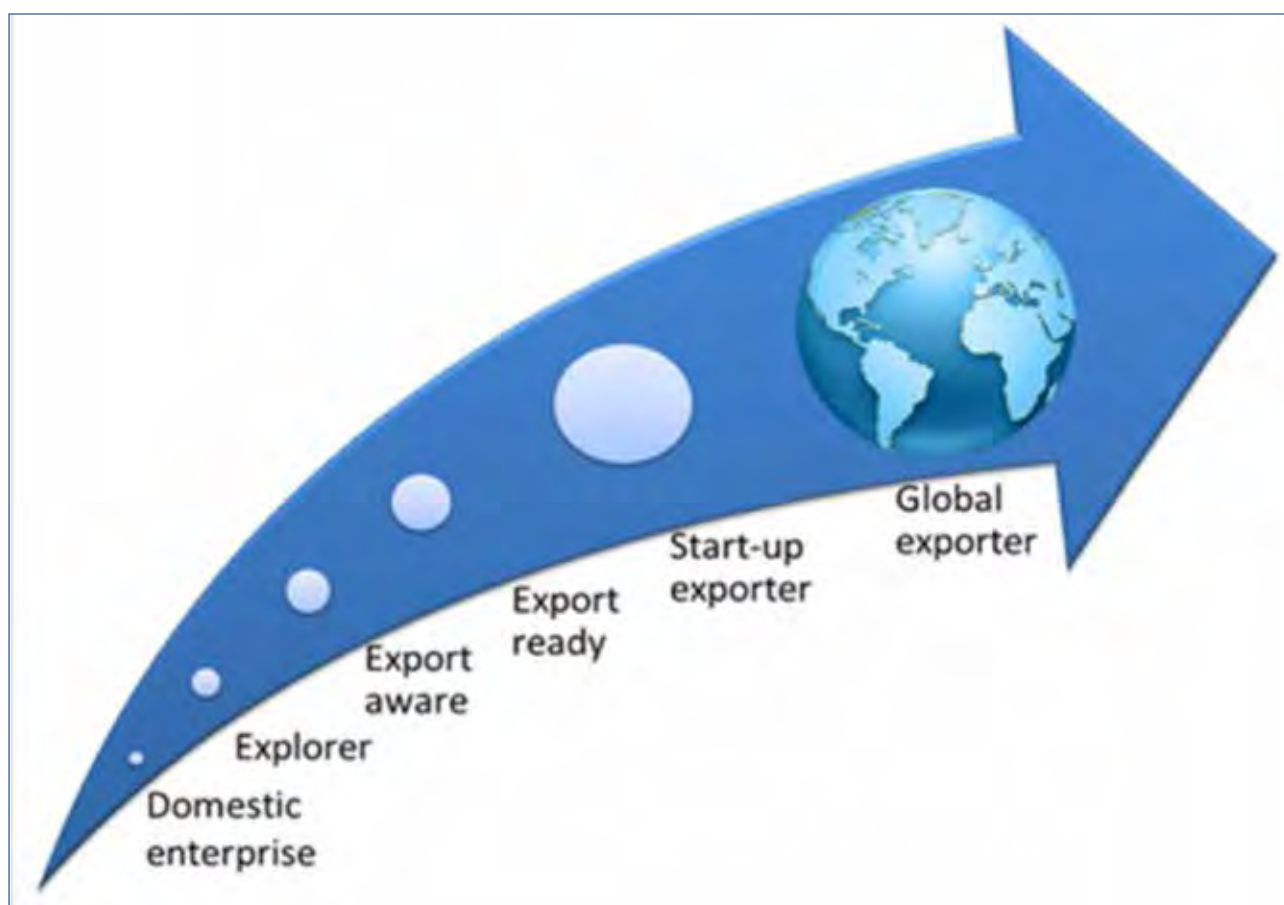 Domestic
enterprise
Explorer
Export
aware
Export
ready
Start-up
exporter
Global
exporter